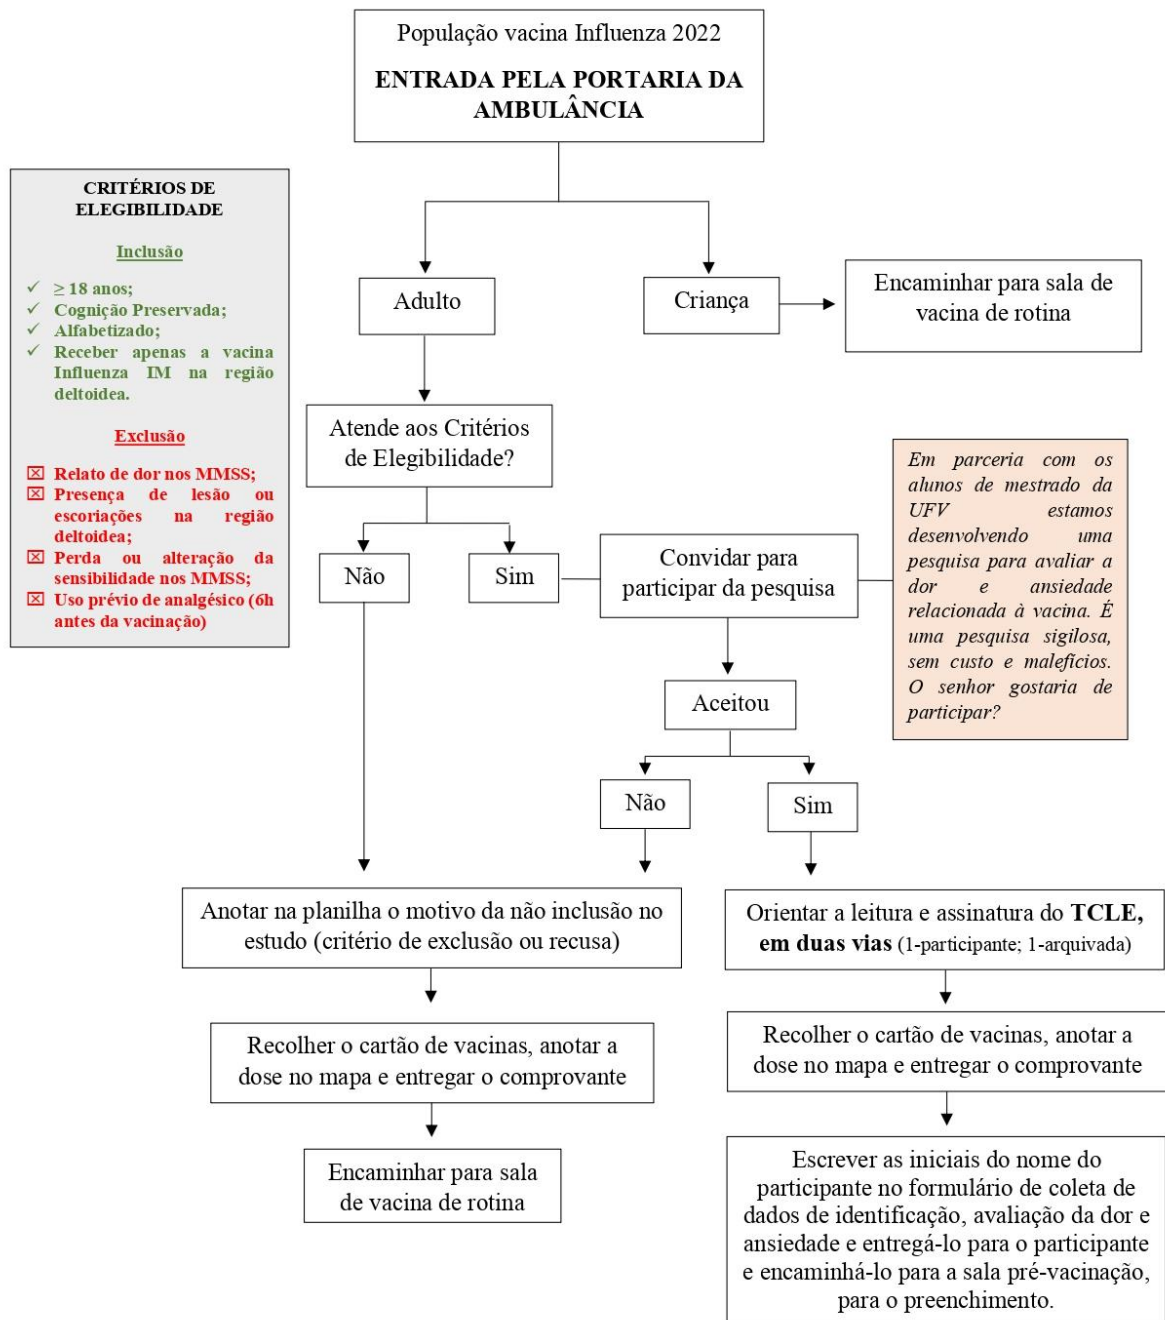 População vacina Influenza 2022
ENTRADA PELA PORTARIA DA
AMBULÂNCIA
CRITÉRIOS DE
ELEGIBILIDADE
Inclusão
✓ ≥ 18 anos;
✓ Cognição Preservada;
✓ Alfabetizado;
✓ Receber apenas a vacina
Influenza IM na região
deltoidea.
Exclusão
☒ Relato de dor nos MMSS;
☒ Presença de lesão ou
escoriações na região
deltoidea;
☒ Perda ou alteração da
sensibilidade nos MMSS;
☒ Uso prévio de analgésico (6h
antes da vacinação)
Adulto
Criança
Encaminhar para sala de
vacina de rotina
Atende aos Critérios
de Elegibilidade?
Não
Sim
Convidar para
participar da pesquisa
Em parceria com os
alunos de mestrado da
UFV estamos
desenvolvendo uma
pesquisa para avaliar a
dor e ansiedade
relacionada à vacina. É
uma pesquisa sigilosa,
sem custo e malefícios.
O senhor gostaria de
participar?
Aceitou
Não
Sim
Anotar na planilha o motivo da não inclusão no
estudo (critério de exclusão ou recusa)
Orientar a leitura e assinatura do TCLE,
em duas vias (1-participante; 1-arquivada)
Recolher o cartão de vacinas, anotar a
dose no mapa e entregar o comprovante
Recolher o cartão de vacinas, anotar a
dose no mapa e entregar o comprovante
Encaminhar para sala
de vacina de rotina
Escrever as iniciais do nome do
participante no formulário de coleta de
dados de identificação, avaliação da dor e
ansiedade e entregá-lo para o participante
e encaminhá-lo para a sala pré-vacinação,
para o preenchimento.